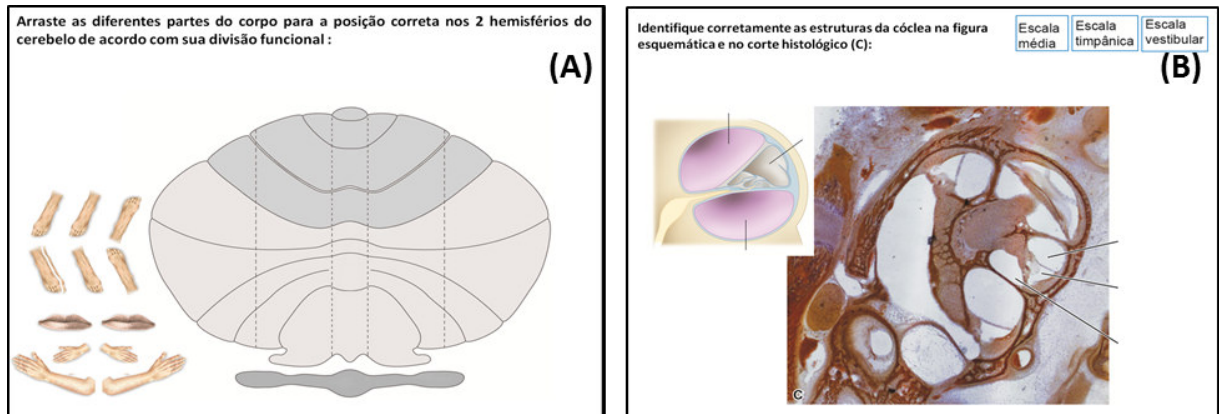 Arraste as diferentes partes do corpo para a posição correta nos 2 hemisférios do
cerebelo de acordo com sua divisão funcional :
(A)
Identifique corretamente as estruturas da cóclea na figura
esquemática e no corte histológico (C):
Escala
média
Escala
timpânica
Escala
vestibular
(B)
C